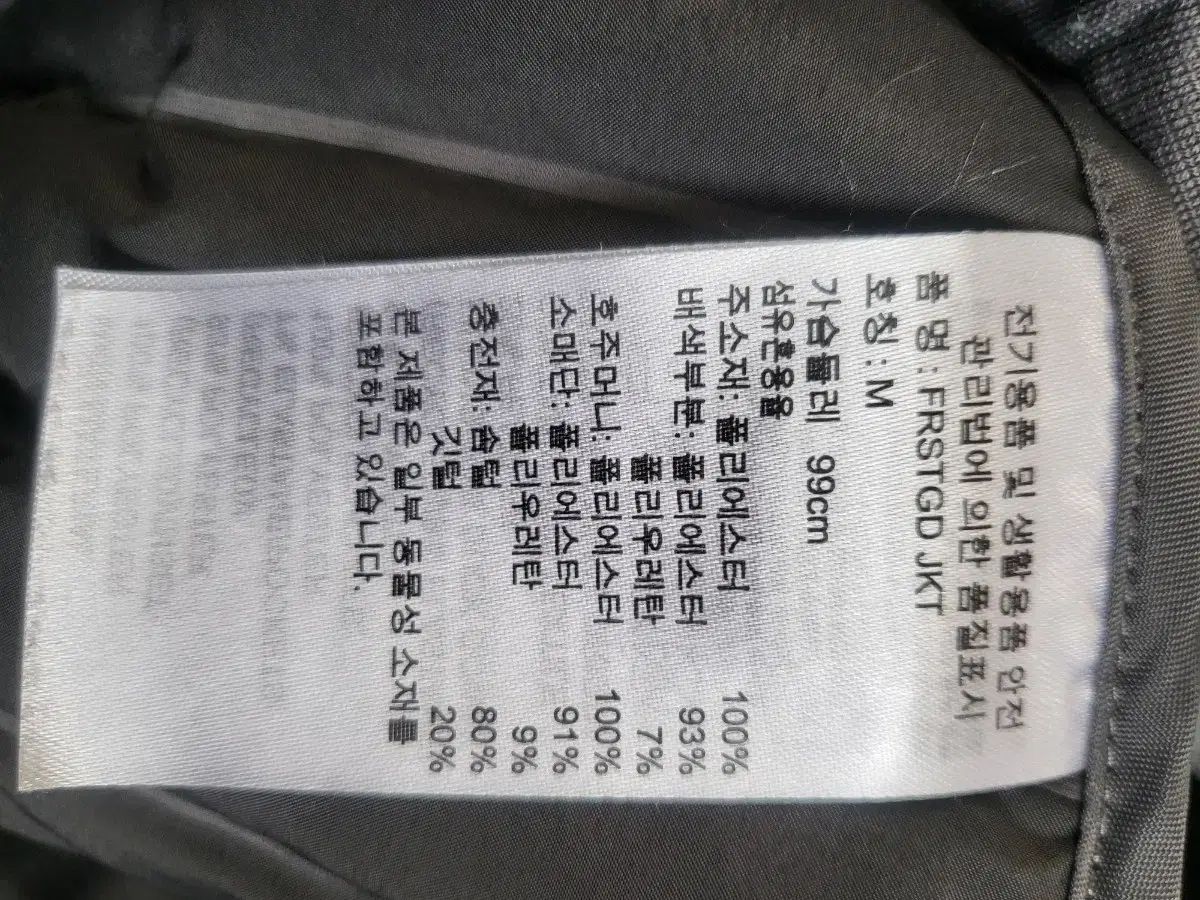 전기용품 및 생활용품 안전
관리법에 의한 품질표시
품 명 : FRSTGD JKT
호칭 : M
가슴둘레 99cm
섬유혼용율
주소재: 폴리에스터 100%
배색부분: 폴리에스터 93%
폴리우레탄 7%
호주머니: 폴리에스터 100%
소매단: 폴리에스터 91%
폴리우레탄 9%
충전재: 솜털 80%
깃털 20%
본 제품은 일부 동물성 소재를
포함하고 있습니다.